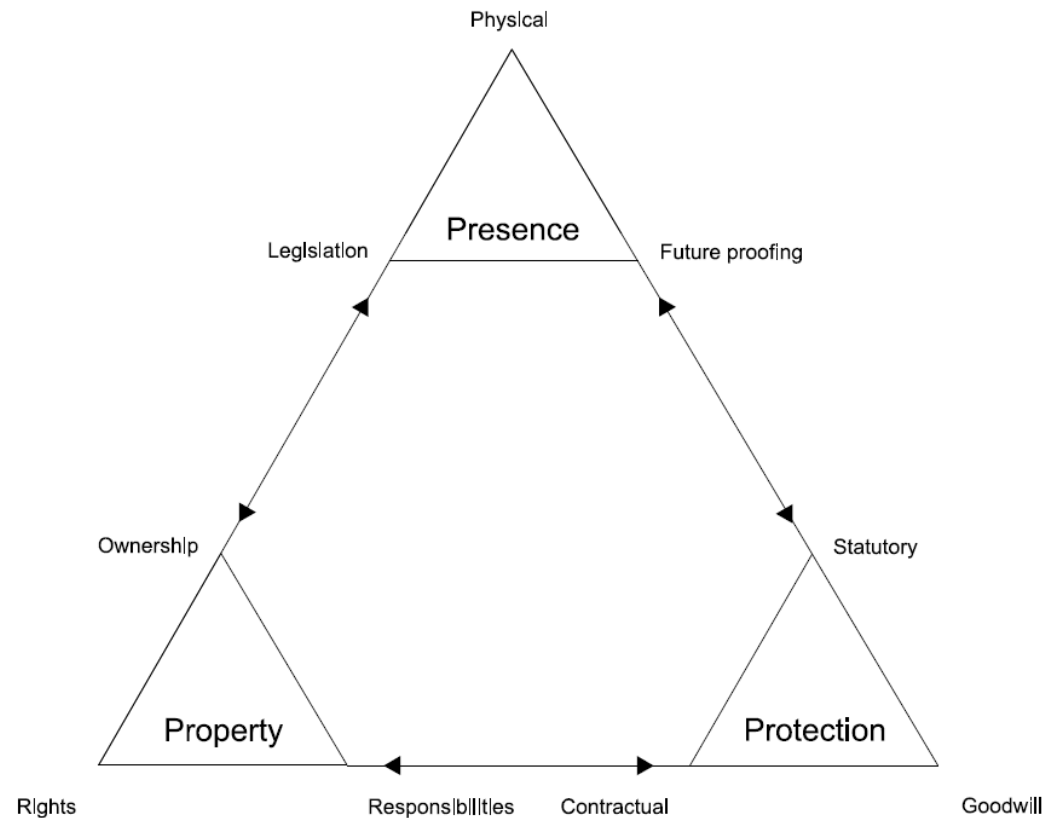 Physical
Presence
Legislation
Future proofing
Ownership
Statutory
Property
Protection
Rights
Responsibilities
Contractual
Goodwill